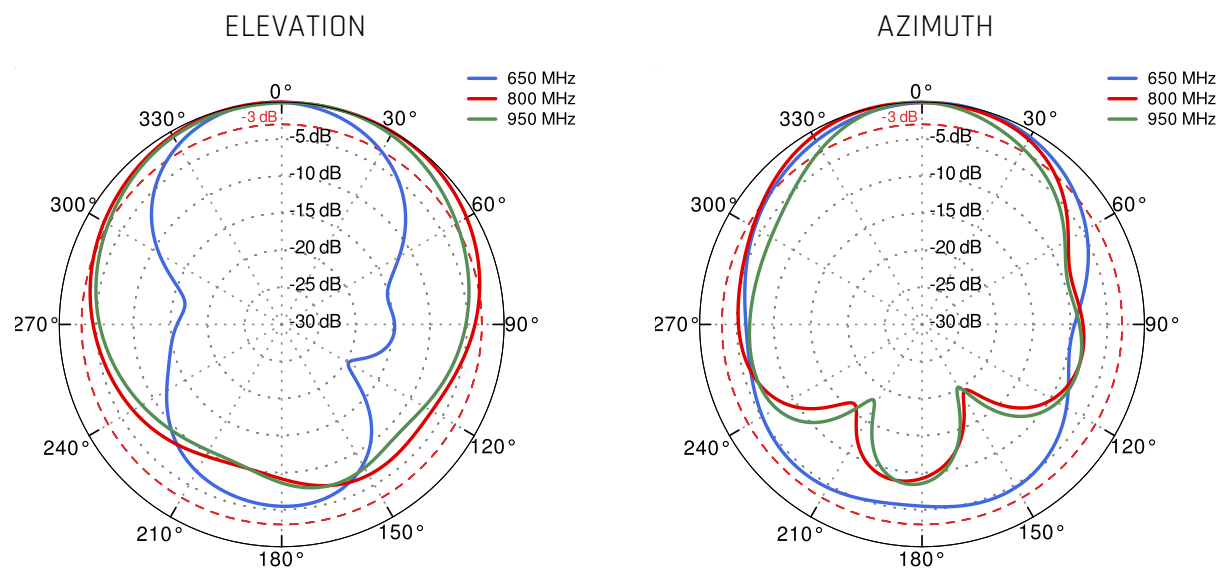 ELEVATION
650 MHz
800 MHz
950 MHz
0°
330°
-3 dB
30°
-5 dB
-10 dB
300°
60°
-15 dB
-20 dB
-25 dB
270°
-30 dB
90°
240°
120°
210°
150°
180°
AZIMUTH
650 MHz
800 MHz
950 MHz
0°
330°
-3 dB
30°
-5 dB
-10 dB
300°
60°
-15 dB
-20 dB
-25 dB
270°
-30 dB
90°
240°
120°
210°
150°
180°